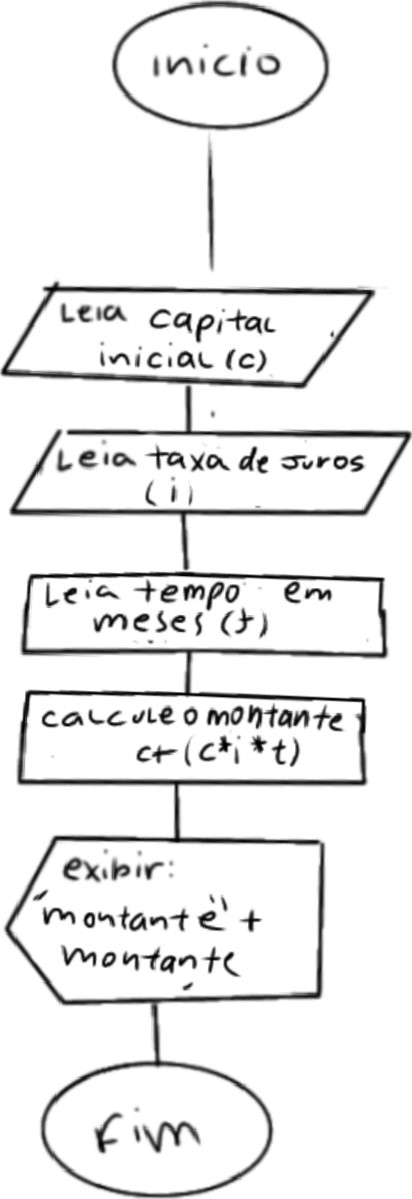 inicio
Leia capital
inicial (c)
Leia taxa de Juros
(i)
Leia tempo em
meses (t)
calcule o montante
c+(c*i*t)
exibir:
"montante" +
montante
Fim